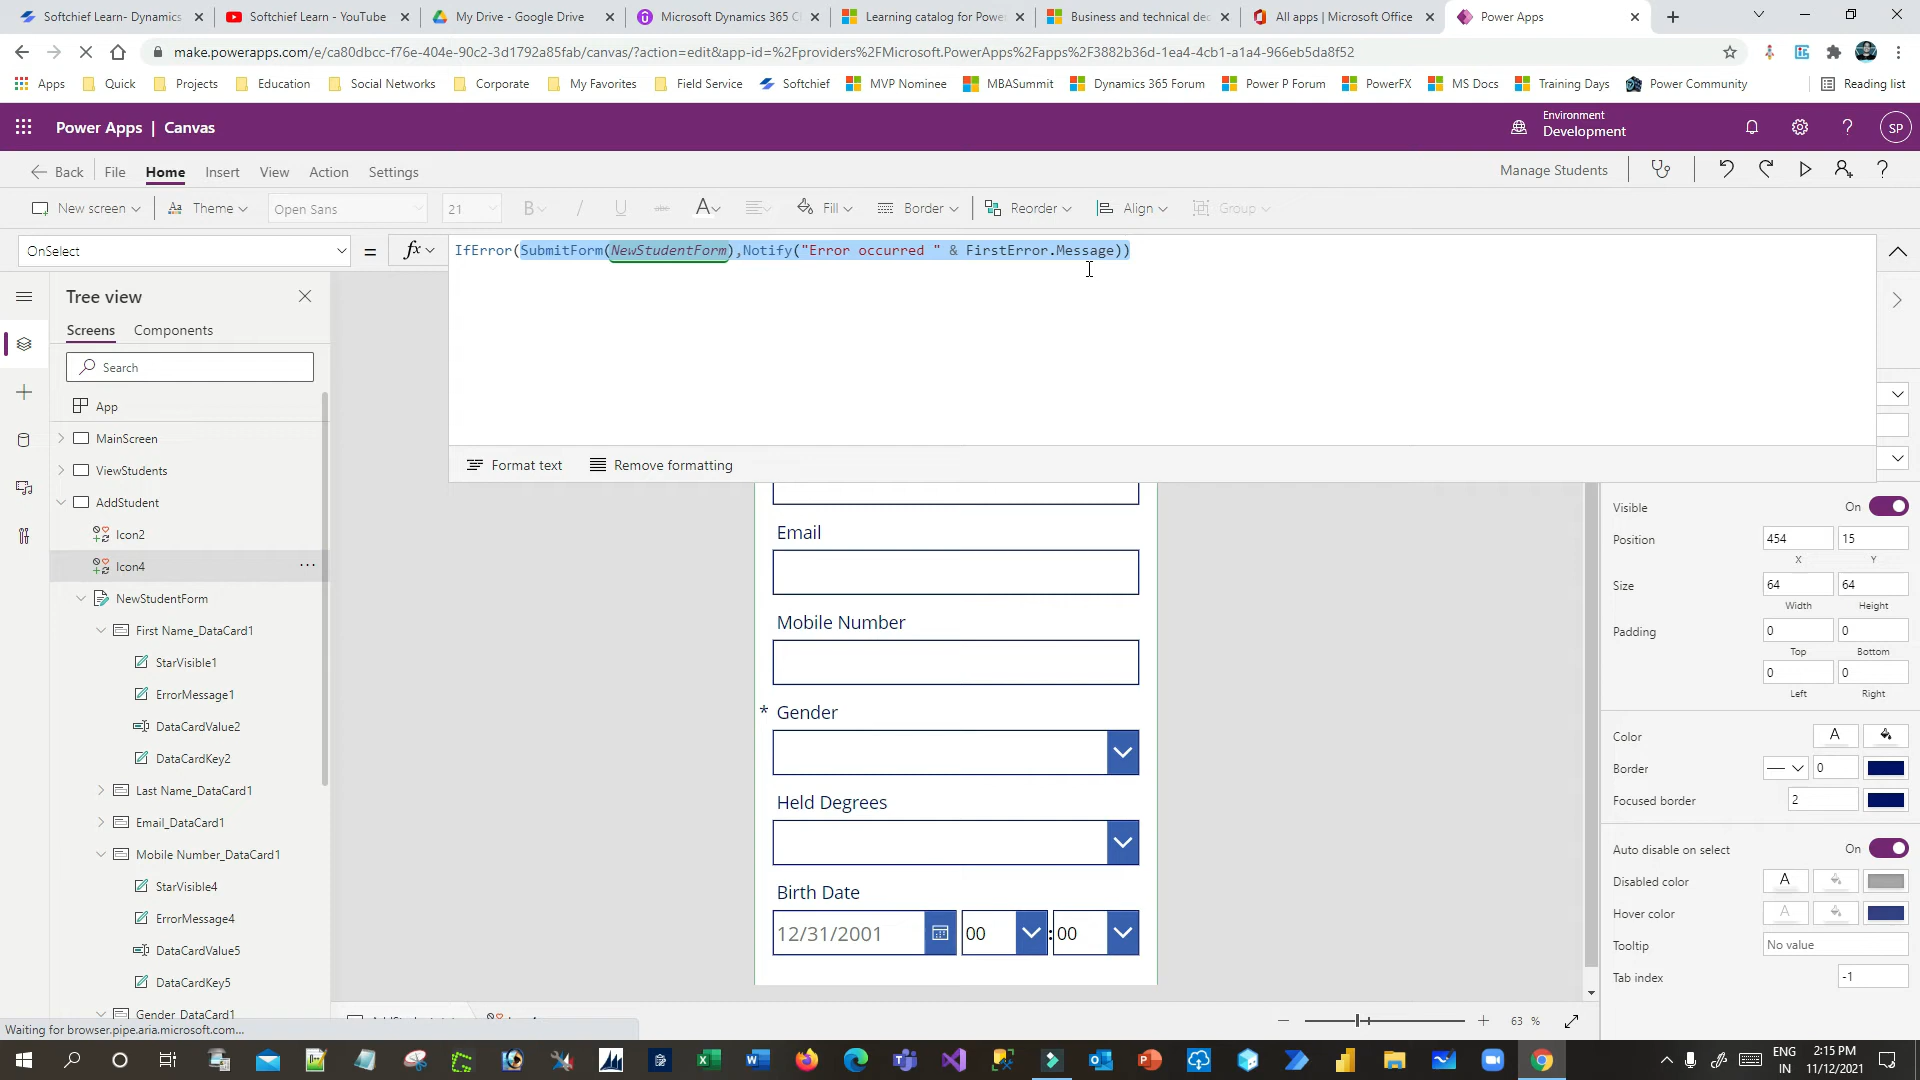 Softchief Learn- Dynamics
Softchief Learn - YouTube
My Drive - Google Drive
Microsoft Dynamics 365 C
Learning catalog for Powe
Business and technical dec
All apps | Microsoft Office
Power Apps
make.powerapps.com/e/ca80dbcc-f76e-404e-90c2-3d1792a85fab/canvas/?action=edit&app-id=%2Fproviders%2FMicrosoft.PowerApps%2Fapps%2F3882b36d-1ea4-4cb1-a1a4-966eb5da8f52
Apps Quick Projects Education Social Networks My Favorites Corporate Field Service Softchief MVP Nominee MBASummit Dynamics 365 Forum Power P Forum PowerFX MS Docs Training Days Power Community Reading list
Power Apps | Canvas
Environment
Development
SP
Back File Home Insert View Action Settings
Manage Students
New screen Theme Open Sans 21 B Fill Border Reorder Align Group
OnSelect = fx IfError(SubmitForm(NewStudentForm),Notify("Error occurred " & FirstError.Message))
Format text Remove formatting
Tree view
Screens Components
Search
App
MainScreen
ViewStudents
AddStudent
Icon2
Icon4
NewStudentForm
First Name_DataCard1
StarVisible1
ErrorMessage1
DataCardValue2
DataCardKey2
Last Name_DataCard1
Email_DataCard1
Mobile Number_DataCard1
StarVisible4
ErrorMessage4
DataCardValue5
DataCardKey5
Gender_DataCard1
Email
Mobile Number
* Gender
Held Degrees
Birth Date
12/31/2001 00 : 00
Visible On
Position 454 15
X Y
Size 64 64
Width Height
Padding 0 0
Top Bottom
0 0
Left Right
Color A
Border 0
Focused border 2
Auto disable on select On
Disabled color A
Hover color A
Tooltip No value
Tab index -1
63 %
Waiting for browser.pipe.aria.microsoft.com...
ENG
IN
2:15 PM
11/12/2021